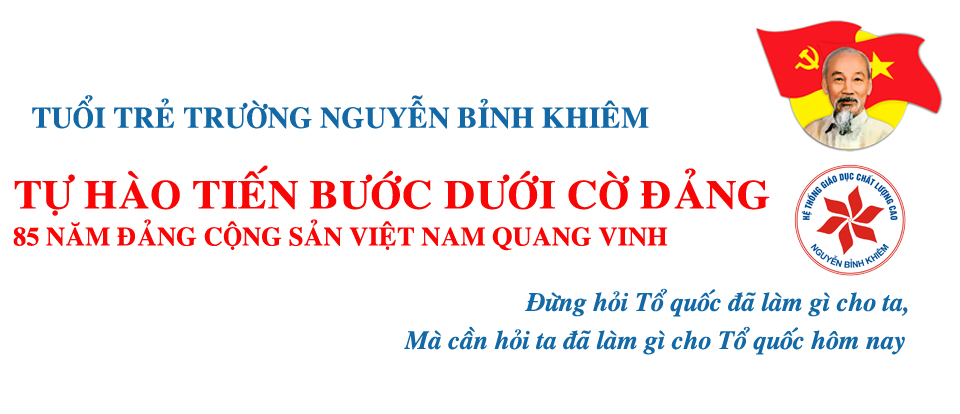 TUỔI TRẺ TRƯỜNG NGUYỄN BỈNH KHIÊM
TỰ HÀO TIẾN BƯỚC DƯỚI CỜ ĐẢNG
85 NĂM ĐẢNG CỘNG SẢN VIỆT NAM QUANG VINH
HỆ THỐNG GIÁO DỤC CHẤT LƯỢNG CAO
NGUYỄN BỈNH KHIÊM
Đừng hỏi Tổ quốc đã làm gì cho ta,
Mà cần hỏi ta đã làm gì cho Tổ quốc hôm nay